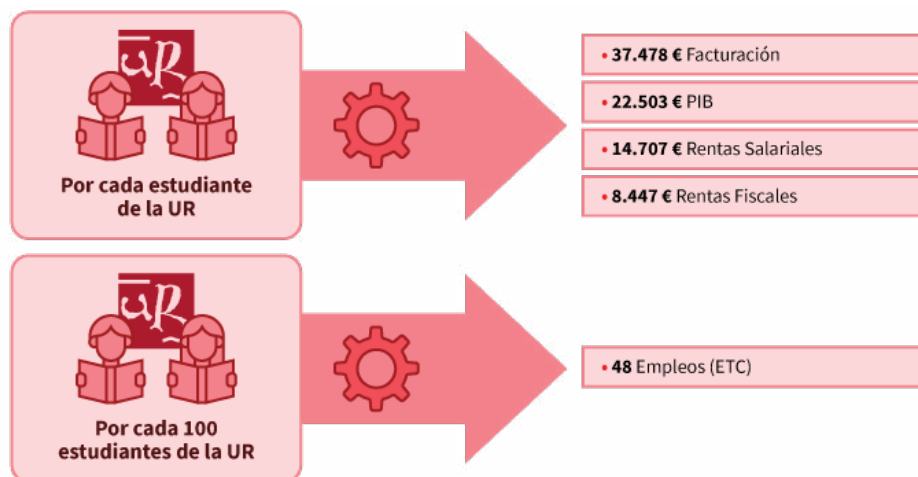 uR
Por cada estudiante
de la UR
• 37.478 € Facturación
• 22.503 € PIB
• 14.707 € Rentas Salariales
• 8.447 € Rentas Fiscales
uR
Por cada 100
estudiantes de la UR
• 48 Empleos (ETC)